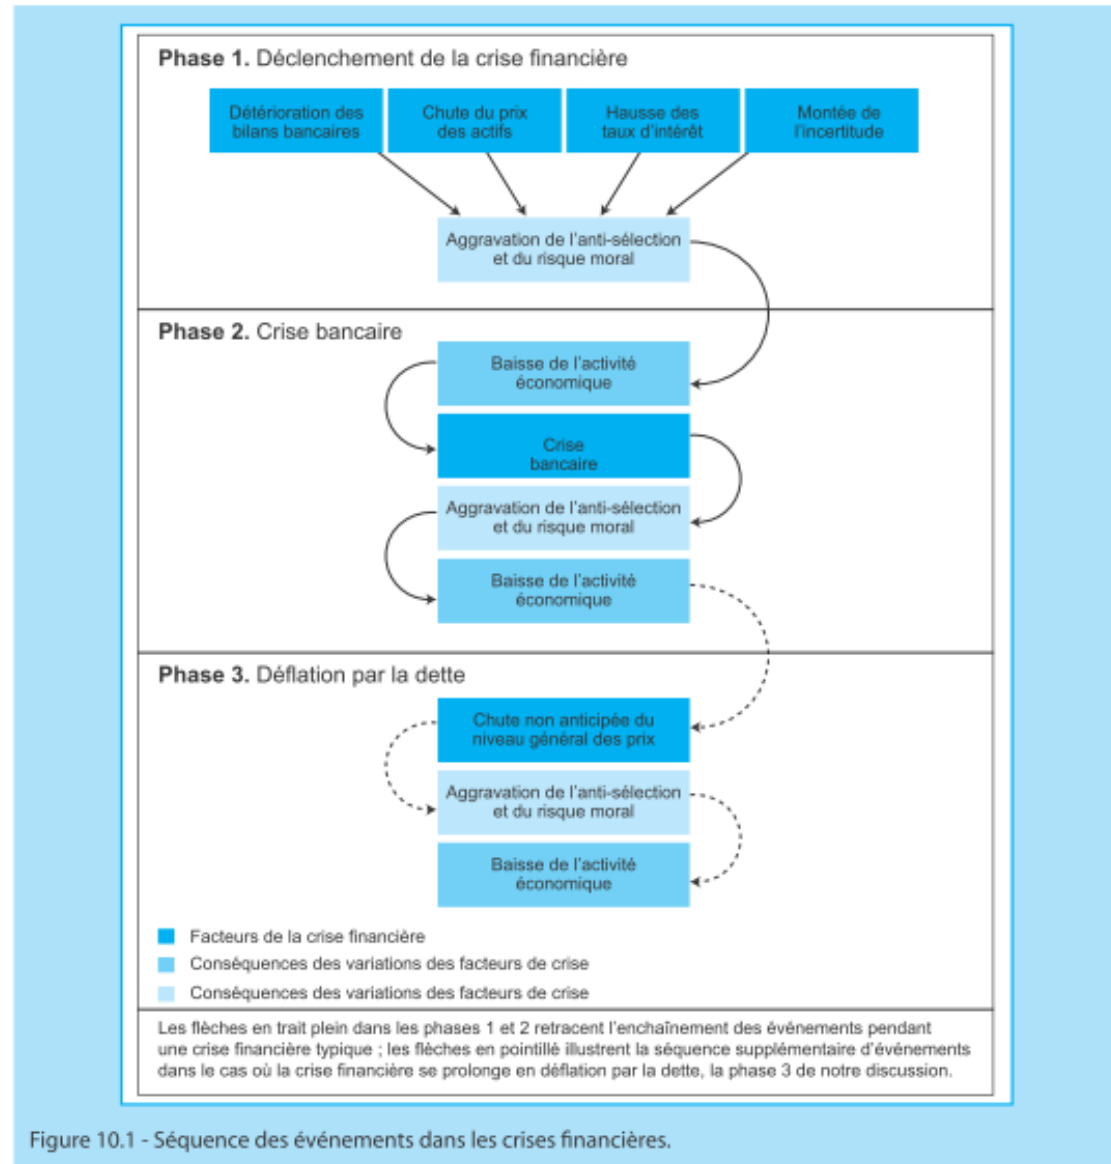 Phase 1. Déclenchement de la crise financière
Détérioration des
bilans bancaires
Chute du prix
des actifs
Hausse des
taux d'intérêt
Montée de
l'incertitude
Aggravation de l'anti-sélection
et du risque moral
Phase 2. Crise bancaire
Baisse de l'activité
économique
Crise
bancaire
Aggravation de l'anti-sélection
et du risque moral
Baisse de l'activité
économique
Phase 3. Déflation par la dette
Chute non anticipée du
niveau général des prix
Aggravation de l'anti-sélection
et du risque moral
Baisse de l'activité
économique
Facteurs de la crise financière
Conséquences des variations des facteurs de crise
Conséquences des variations des facteurs de crise
Les flèches en trait plein dans les phases 1 et 2 retracent l'enchaînement des événements pendant
une crise financière typique ; les flèches en pointillé illustrent la séquence supplémentaire d'événements
dans le cas où la crise financière se prolonge en déflation par la dette, la phase 3 de notre discussion.
Figure 10.1 - Séquence des événements dans les crises financières.